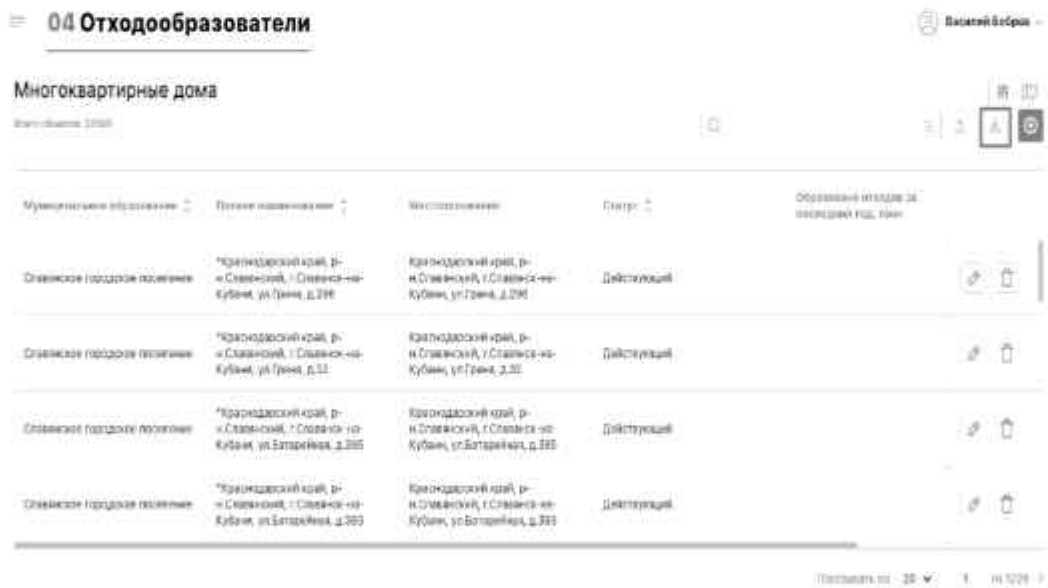 04 Отходообразователи
Василий Бобров
Многоквартирные дома
Муниципальное образование
Полное наименование
Местоположение
Статус
Образование отходов за
последний год, тонн
Славянское городское поселение
*Краснодарский край, р-
н Славянский, г.Славянск-на-
Кубани, ул.Грина, д.
Краснодарский край, р-
н.Славянский, г.Славянск-на-
Кубани, ул.Грина, д.
Действующий
Славянское городское поселение
*Краснодарский край, р-
н Славянский, г.Славянск-на-
Кубани, ул.Грина, д.
Краснодарский край, р-
н.Славянский, г.Славянск-на-
Кубани, ул.Грина, д.
Действующий
Славянское городское поселение
*Краснодарский край, р-
н Славянский, г.Славянск-на-
Кубани, ул.Батарейная, д.385
Краснодарский край, р-
н.Славянский, г.Славянск-на-
Кубани, ул.Батарейная, д.385
Действующий
Славянское городское поселение
*Краснодарский край, р-
н Славянский, г.Славянск-на-
Кубани, ул.Батарейная, д.383
Краснодарский край, р-
н.Славянский, г.Славянск-на-
Кубани, ул.Батарейная, д.383
Действующий
Показывать по 20 1 из